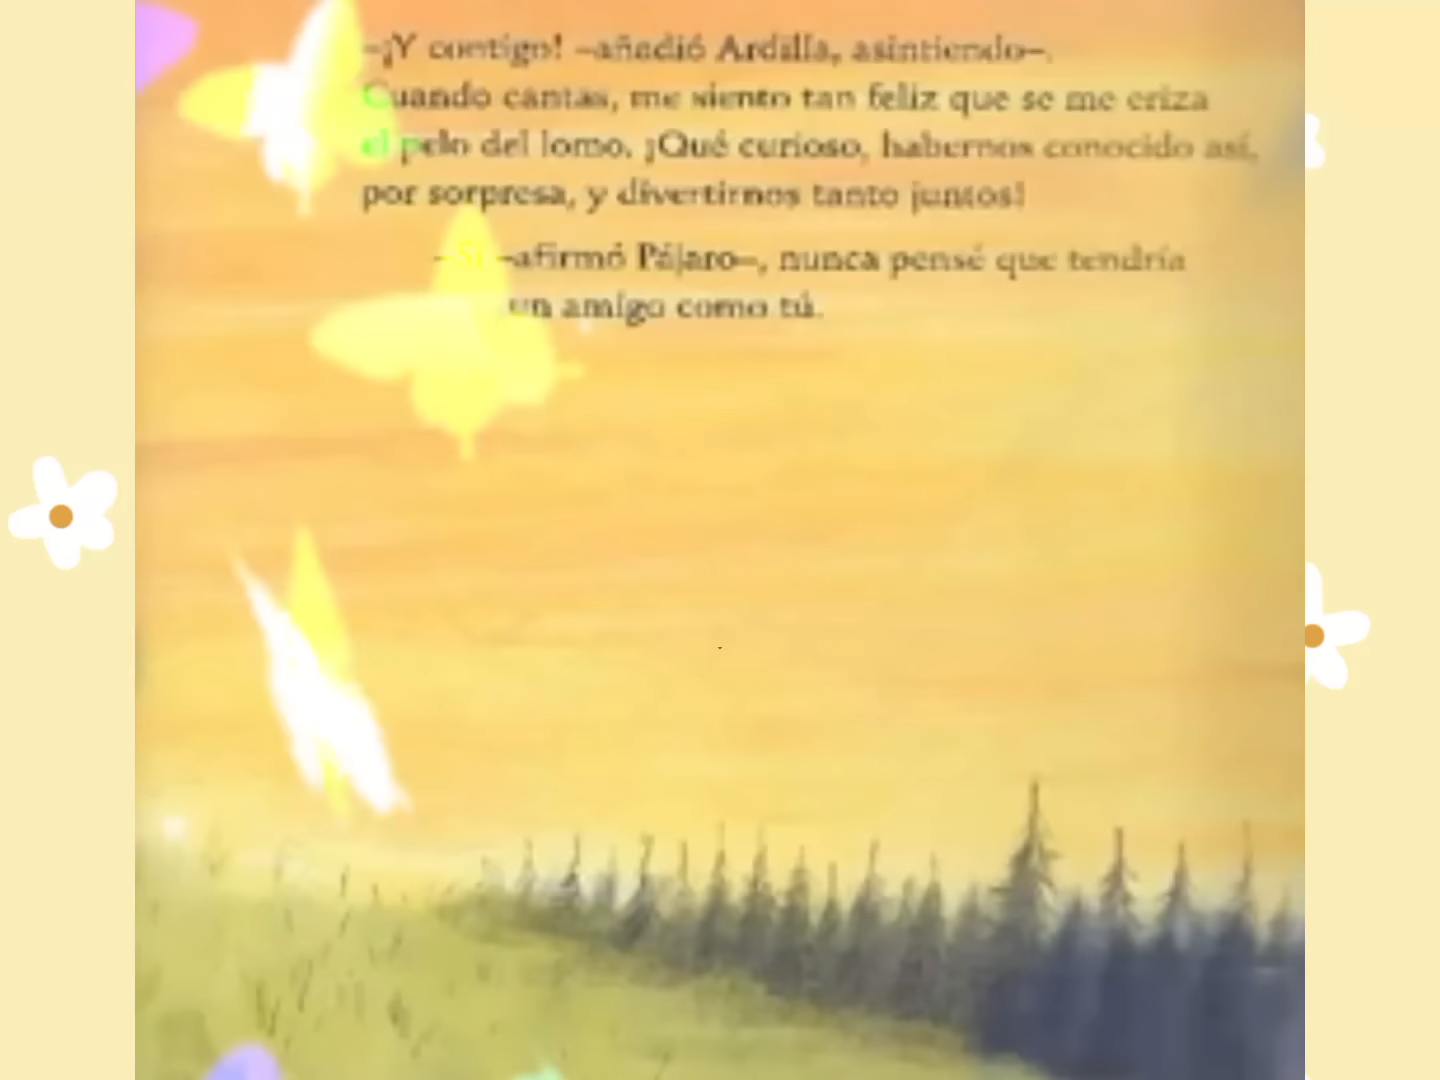 –¡Y contigo! –añadió Ardilla, asintiendo–.
Cuando cantas, me siento tan feliz que se me eriza
el pelo del lomo. ¡Qué curioso, habernos conocido así,
por sorpresa, y divertirnos tanto juntos!
–Sí –afirmó Pájaro–, nunca pensé que tendría
un amigo como tú.